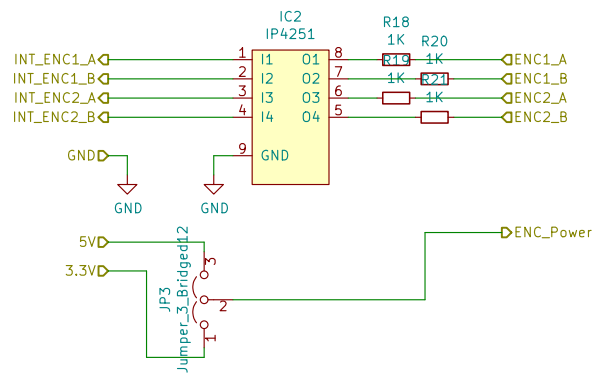 IC2
IP4251
R18
1K
R20
1K
R19
1K
R21
1K
INT_ENC1_A
1
I1
O1
8
ENC1_A
INT_ENC1_B
2
I2
O2
7
ENC1_B
INT_ENC2_A
3
I3
O3
6
ENC2_A
INT_ENC2_B
4
I4
O4
5
ENC2_B
GND
9
GND
GND
GND
5V
3.3V
JP3
Jumper_3_Bridged12
3
2
1
ENC_Power